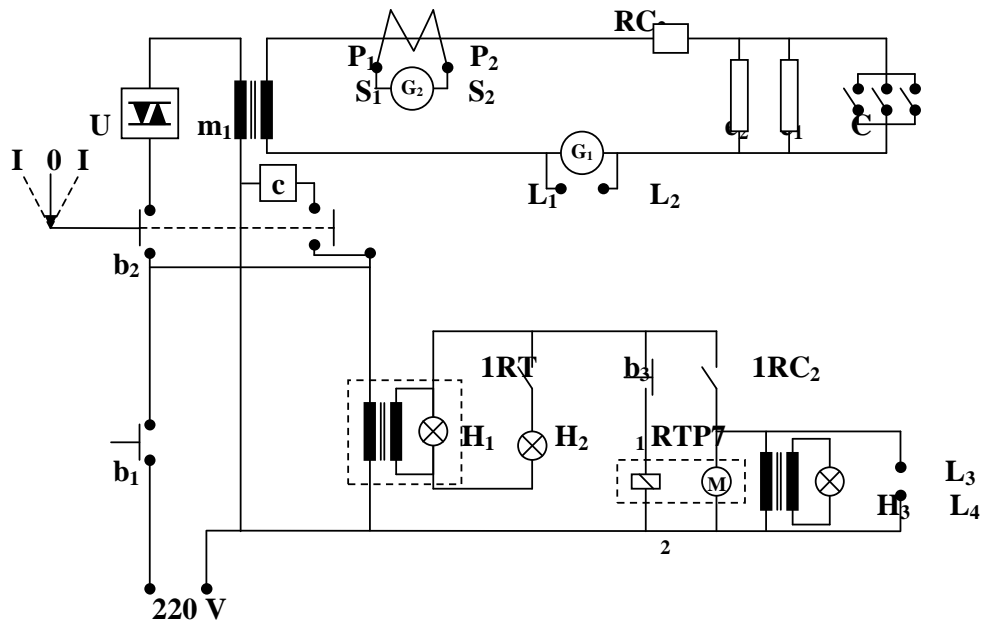 RC
P₁ P₂
G₂
S₁ S₂
U
m₁
C
I 0 I
G₁
c
L₁ L₂
b₂
1RT
b₃
1RC₂
H₁
H₂
1 RTP7
b₁
M
L₃
H₃ L₄
2
220 V